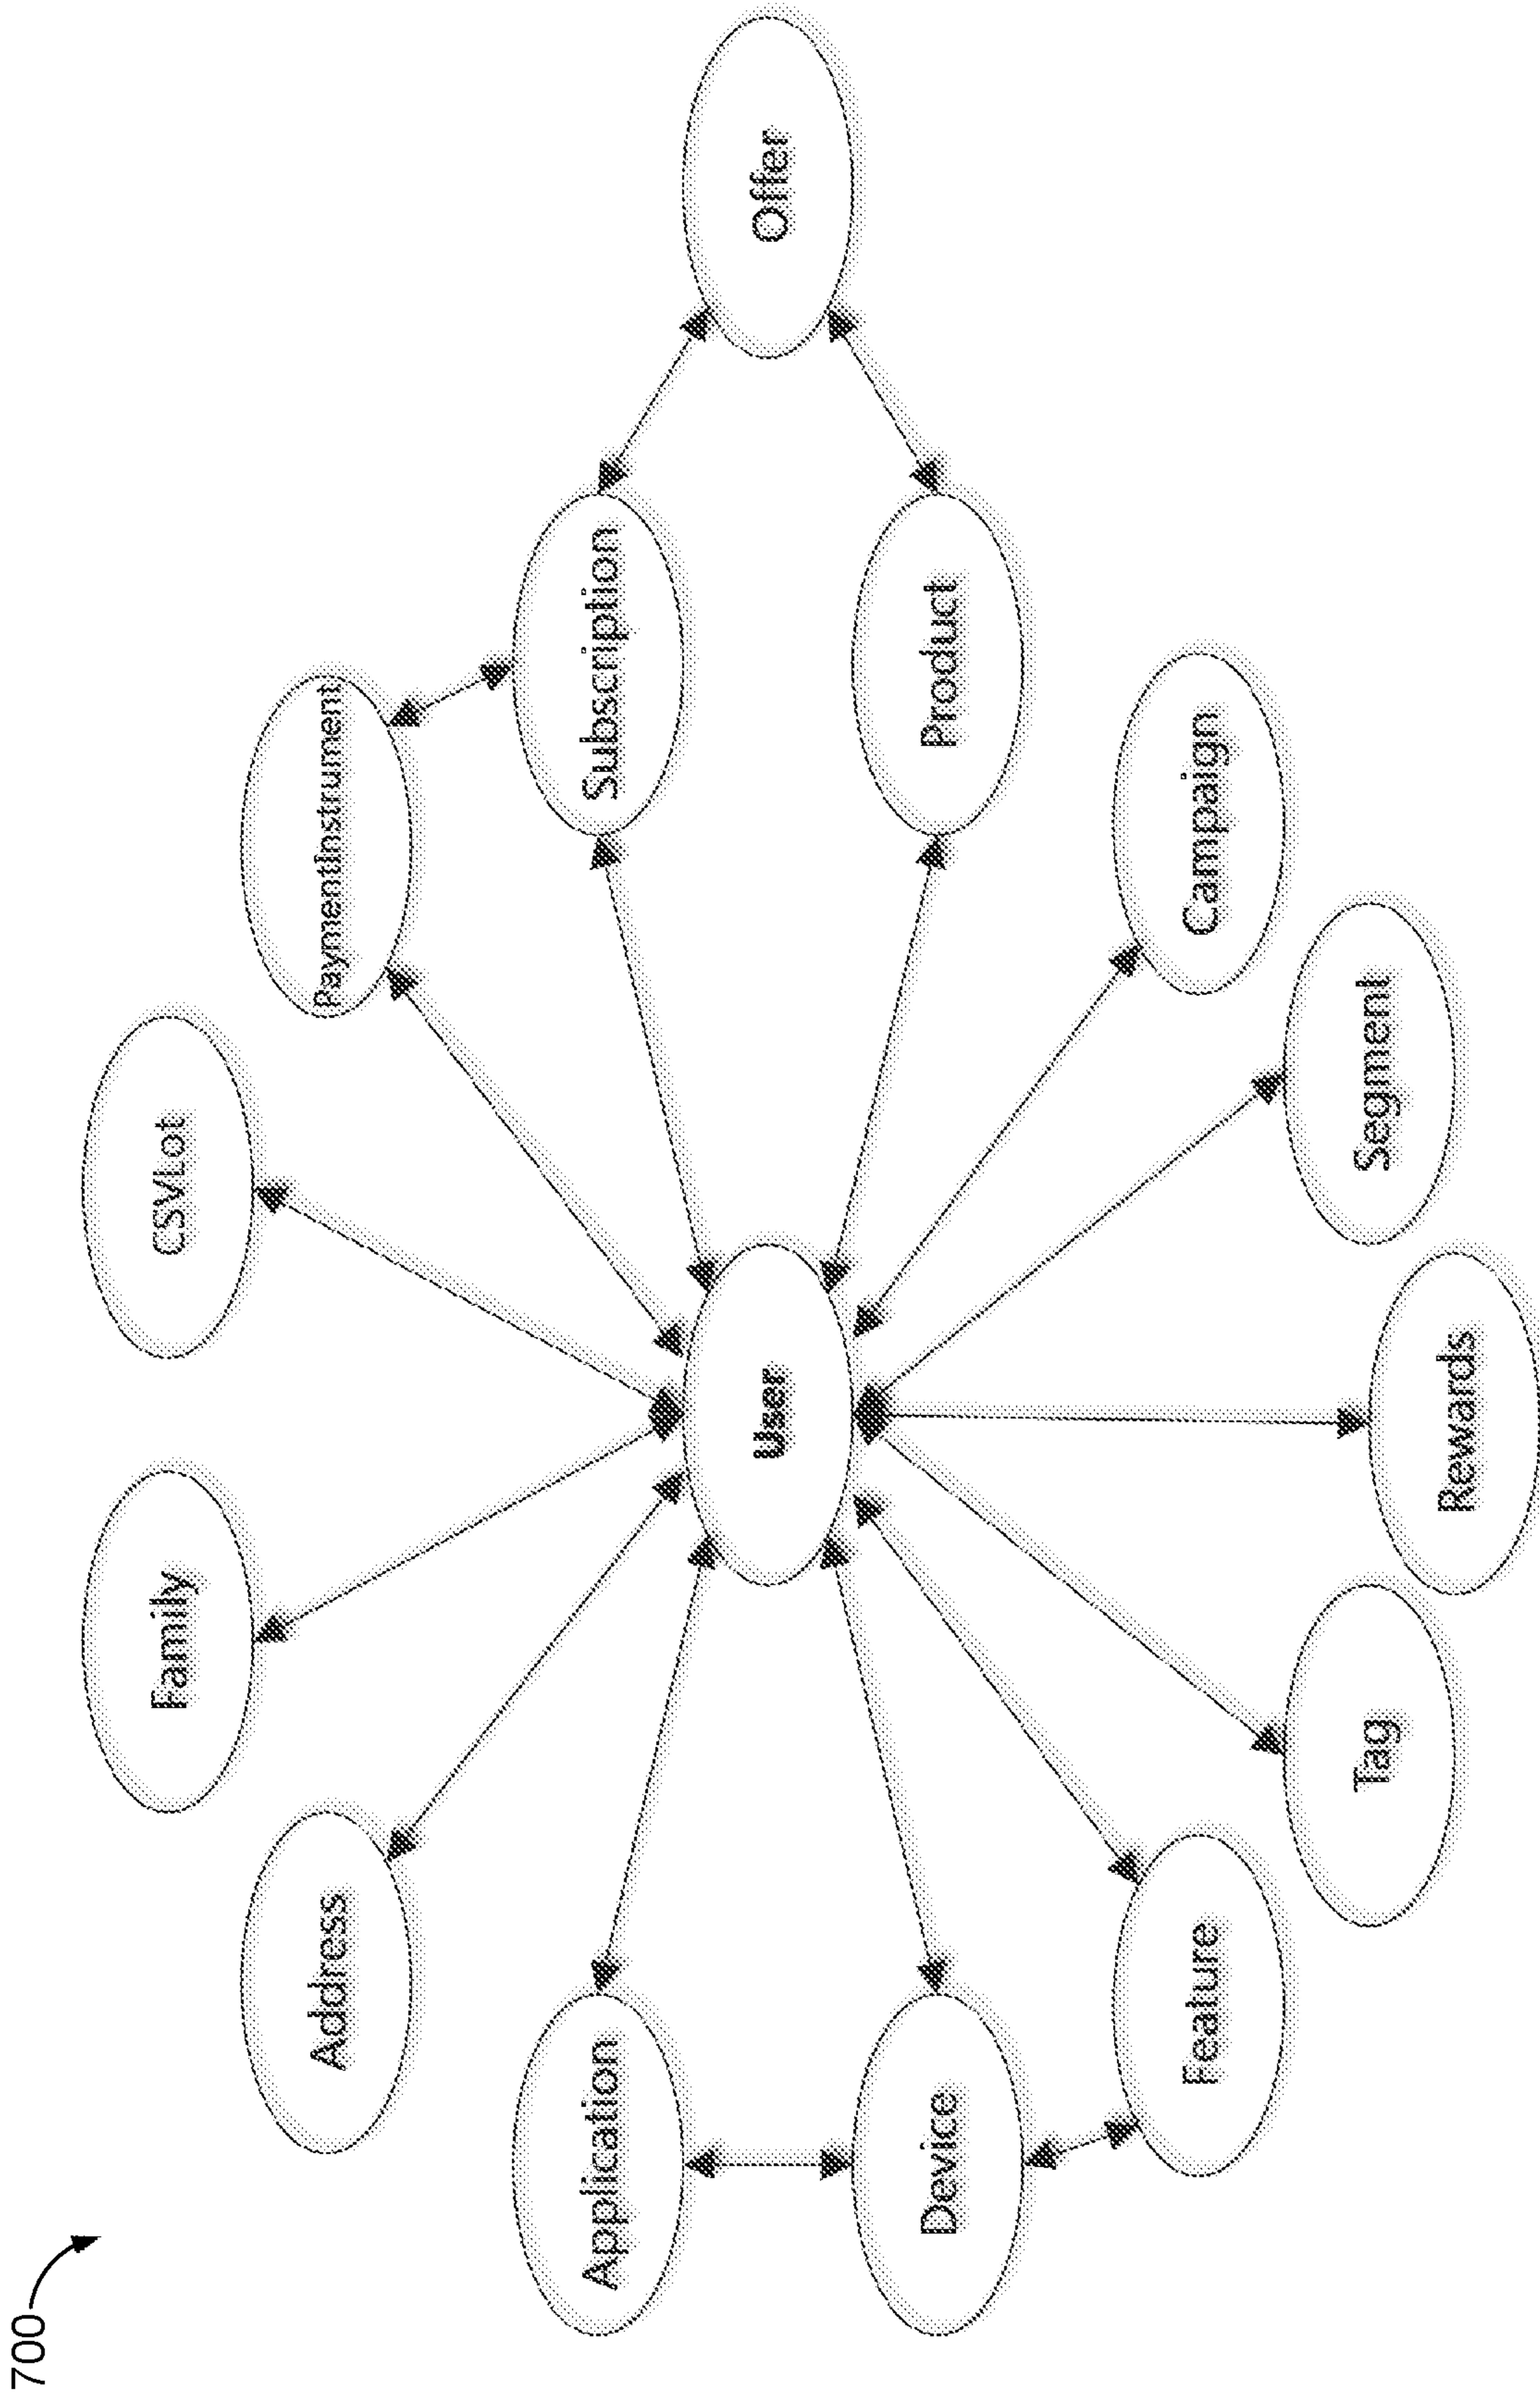 700
Family
CSVLot
Address
PaymentInstrument
Application
Subscription
User
Offer
Device
Product
Feature
Campaign
Tag
Segment
Rewards